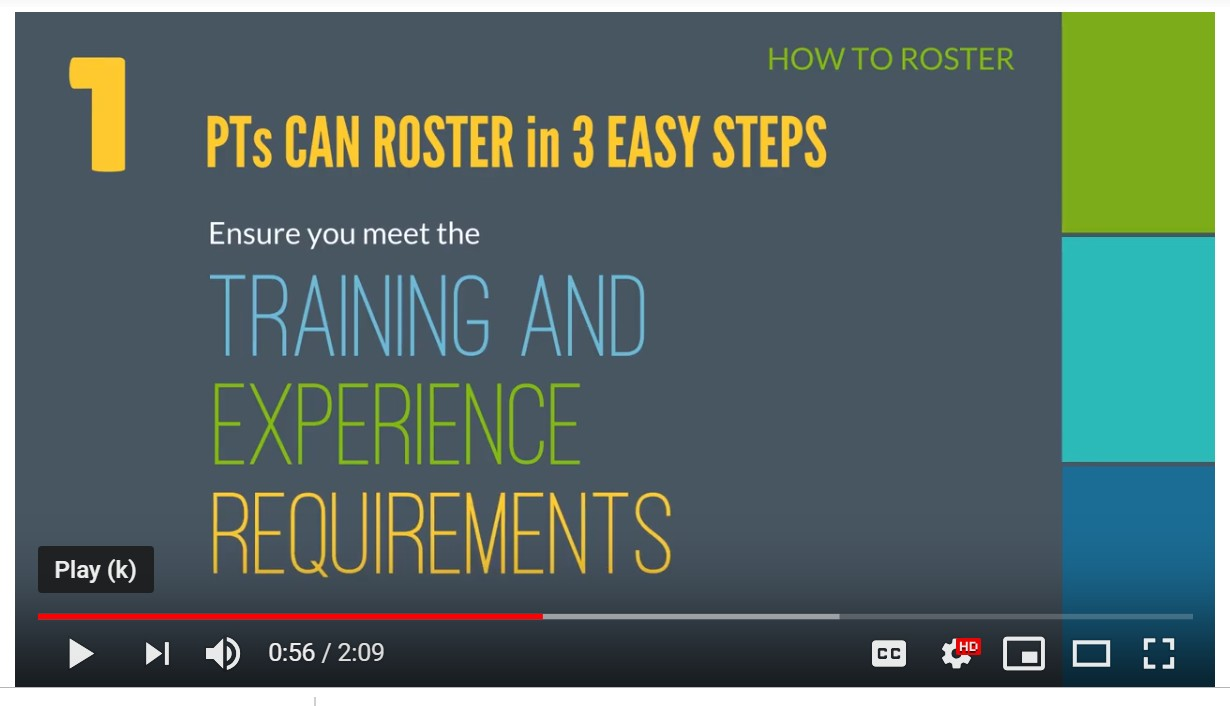 1
HOW TO ROSTER
PTs CAN ROSTER in 3 EASY STEPS
Ensure you meet the
TRAINING AND
EXPERIENCE
REQUIREMENTS
Play (k)
0:56 / 2:09
CC
HD